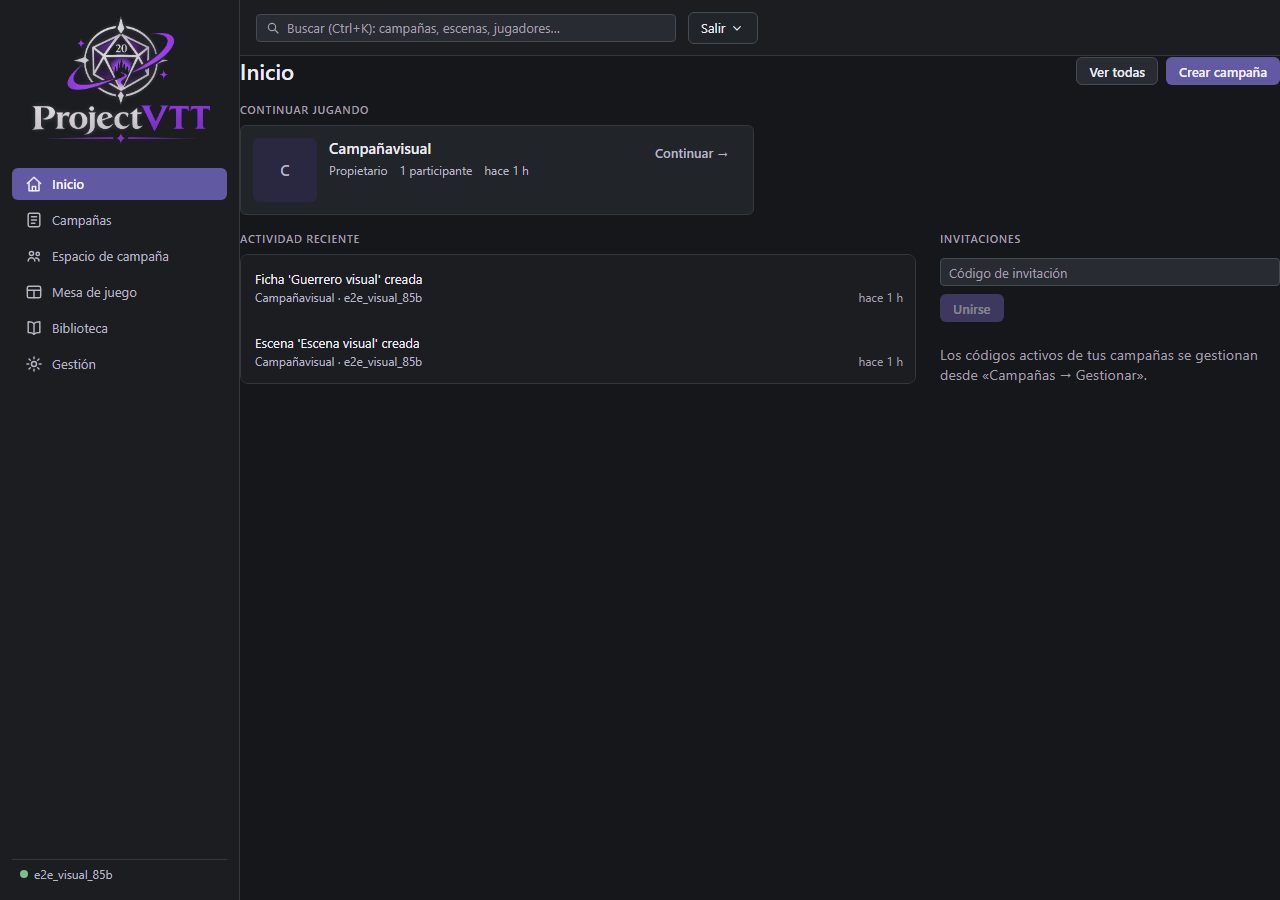 20
ProjectVTT
Inicio
Campañas
Espacio de campaña
Mesa de juego
Biblioteca
Gestión
e2e_visual_85b
Buscar (Ctrl+K): campañas, escenas, jugadores...
Salir
Inicio
Ver todas
Crear campaña
CONTINUAR JUGANDO
C
Campañavisual
Propietario 1 participante hace 1 h
Continuar →
ACTIVIDAD RECIENTE
Ficha 'Guerrero visual' creada
Campañavisual · e2e_visual_85b
hace 1 h
Escena 'Escena visual' creada
Campañavisual · e2e_visual_85b
hace 1 h
INVITACIONES
Código de invitación
Unirse
Los códigos activos de tus campañas se gestionan
desde «Campañas → Gestionar».